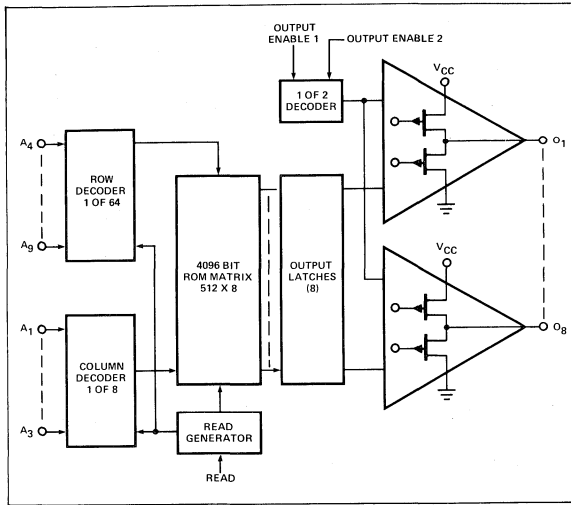 OUTPUT
ENABLE 1
OUTPUT ENABLE 2
1 OF 2
DECODER
VCC
O1
A4
A9
ROW
DECODER
1 OF 64
4096 BIT
ROM MATRIX
512 X 8
OUTPUT
LATCHES
(8)
VCC
O8
A1
A3
COLUMN
DECODER
1 OF 8
READ
GENERATOR
READ